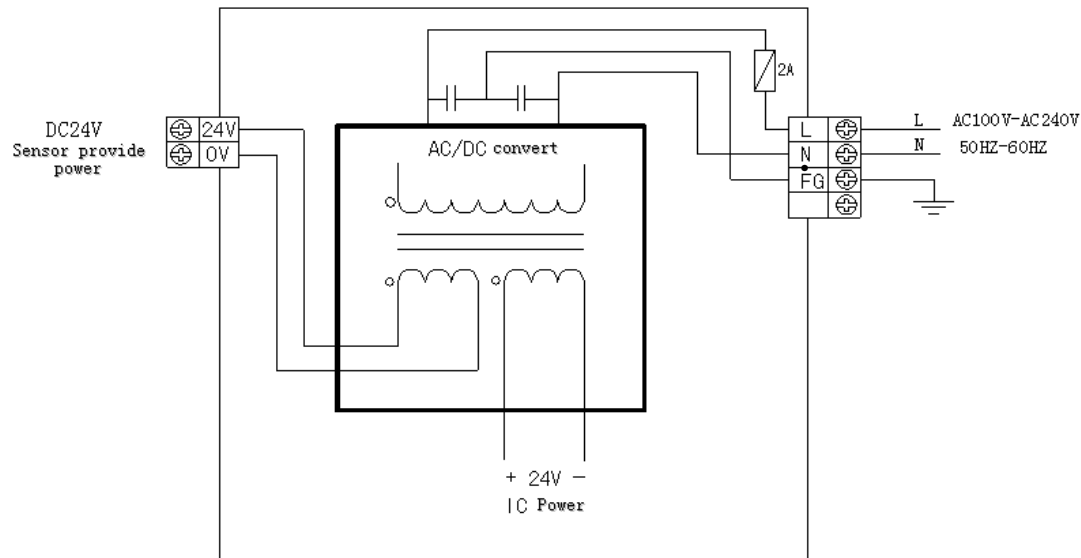 2A
DC24V
Sensor provide
power
24V
0V
AC/DC convert
L
N
FG
L
N
AC100V-AC240V
50HZ-60HZ
+ 24V -
IC Power